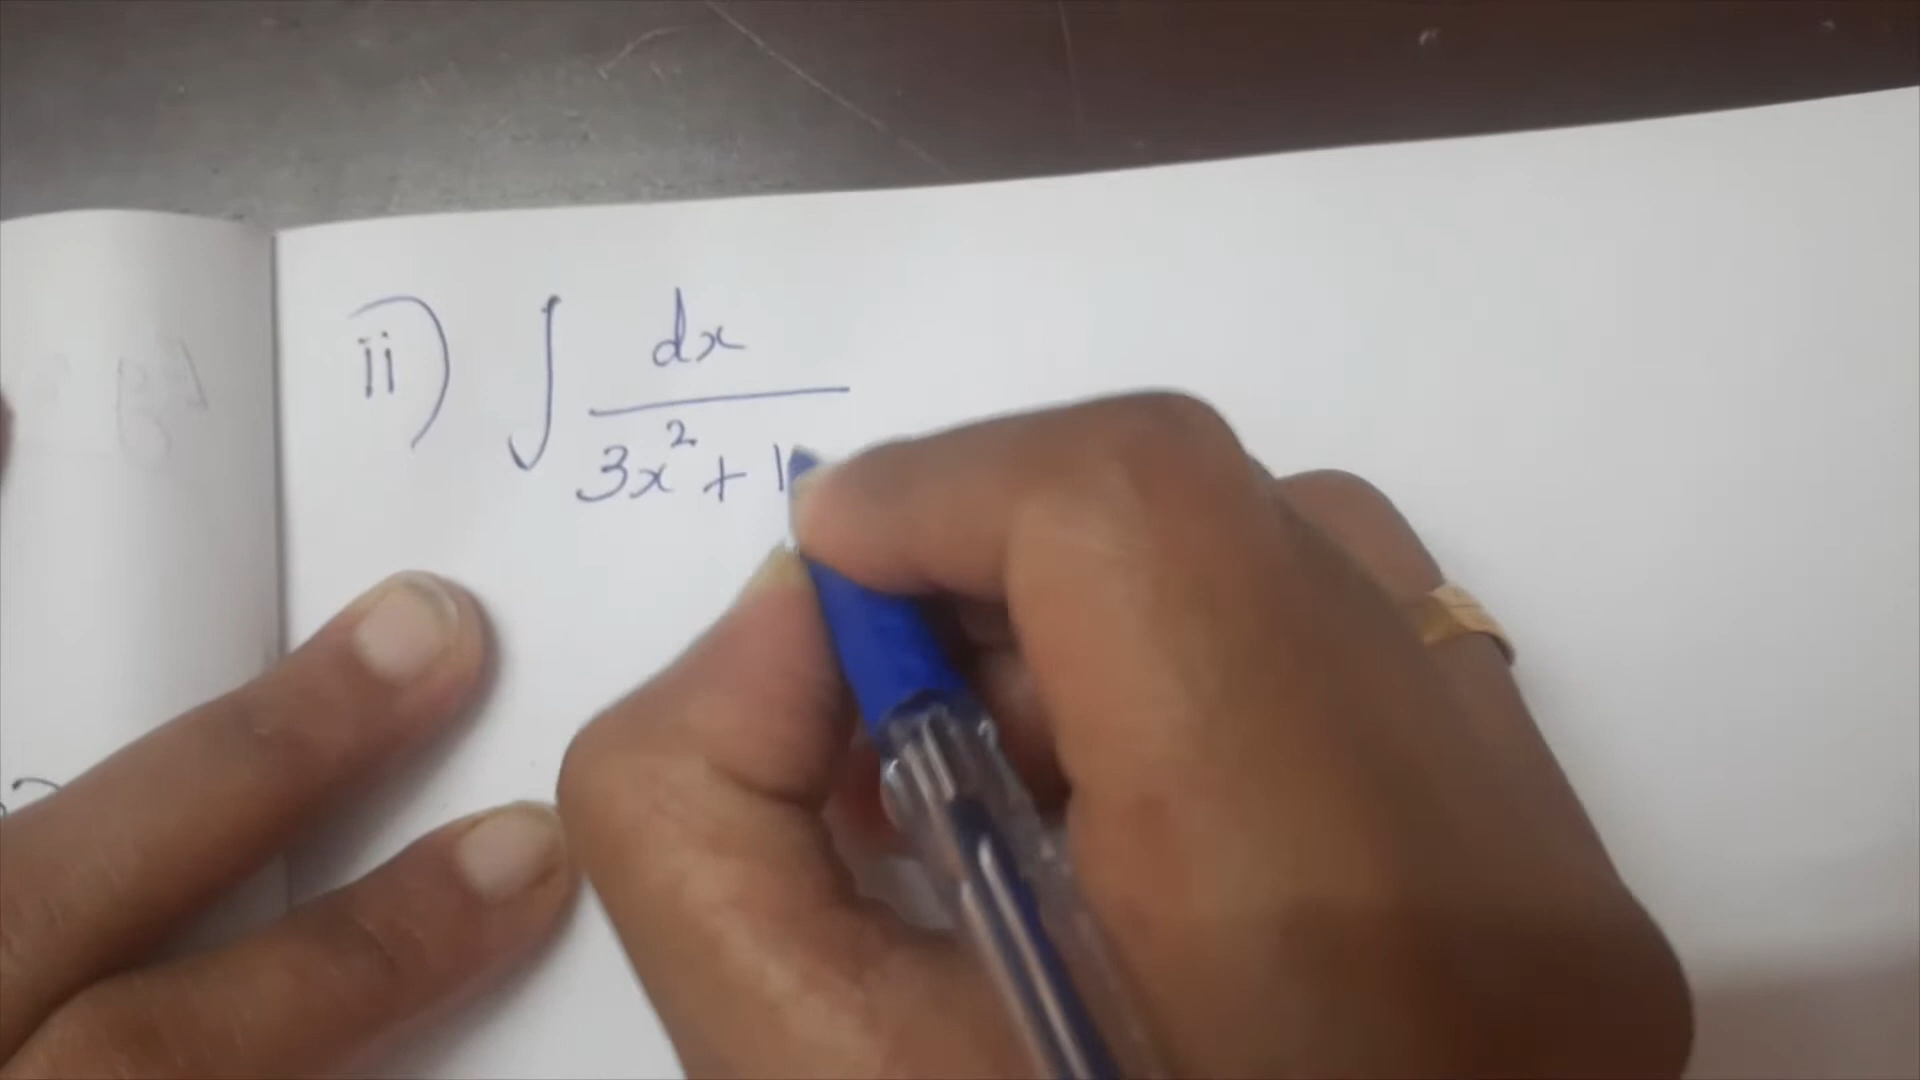 ii) ∫ dx
3x² + 1